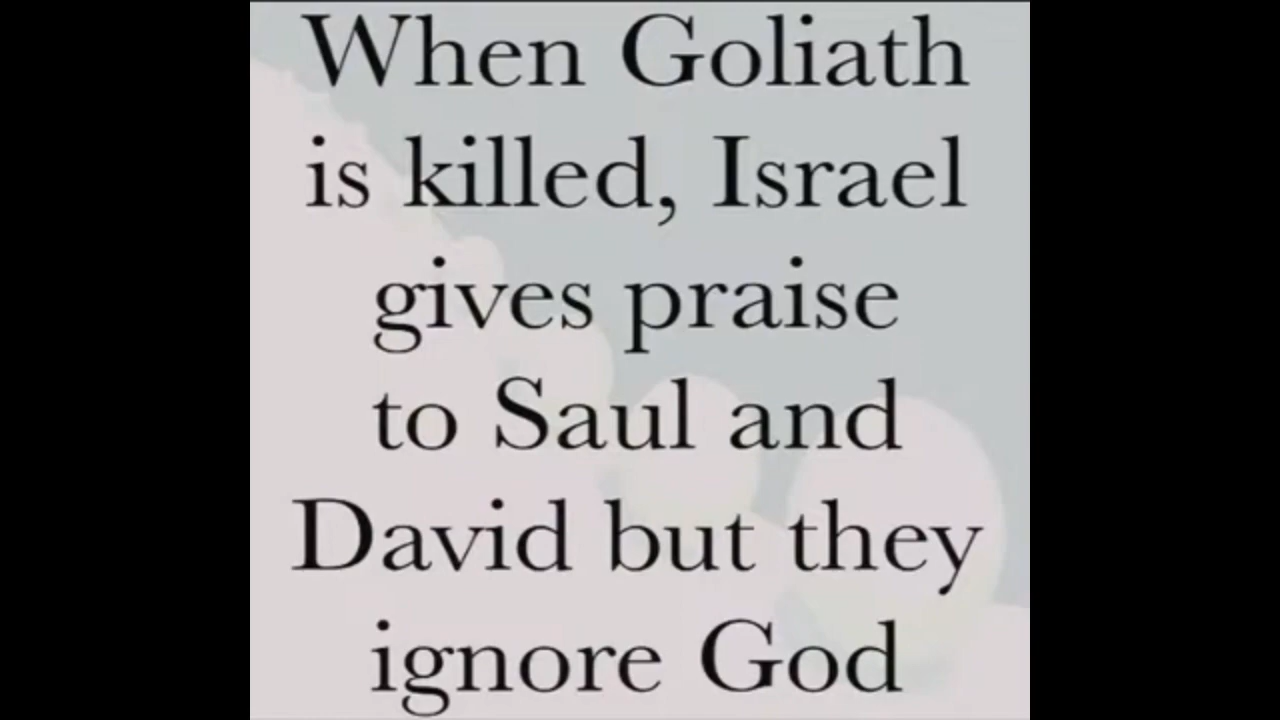 When Goliath
is killed, Israel
gives praise
to Saul and
David but they
ignore God